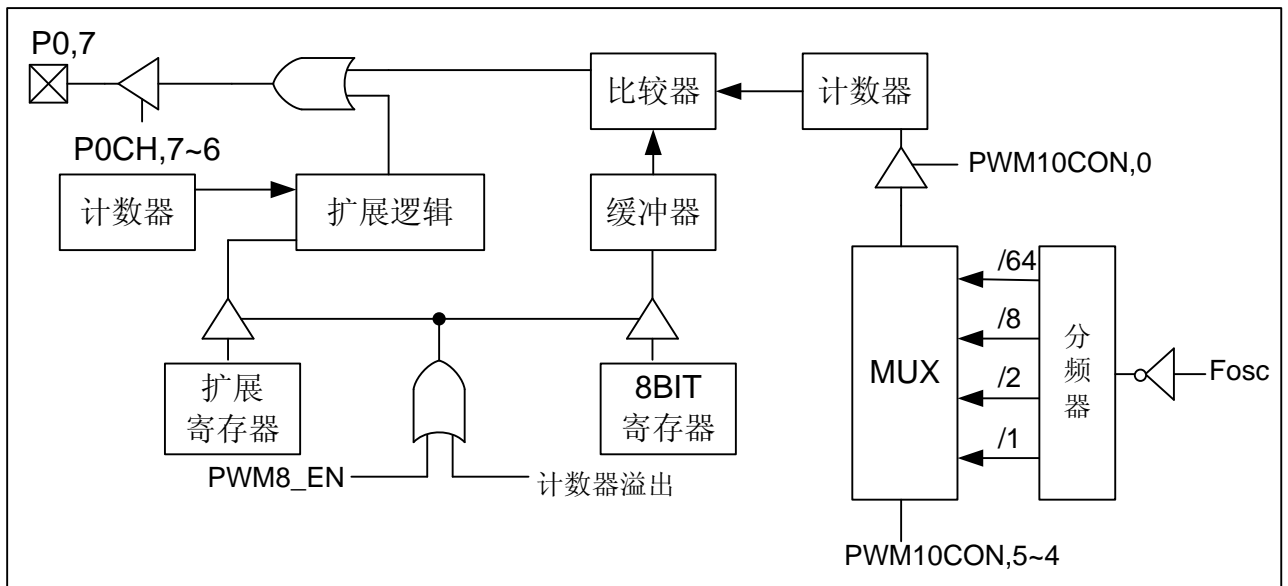 P0,7
比较器
计数器
P0CH,7~6
PWM10CON,0
计数器
扩展逻辑
缓冲器
/64
/8
/2
/1
MUX
分
频
器
Fosc
扩展
寄存器
8BIT
寄存器
PWM8_EN
计数器溢出
PWM10CON,5~4